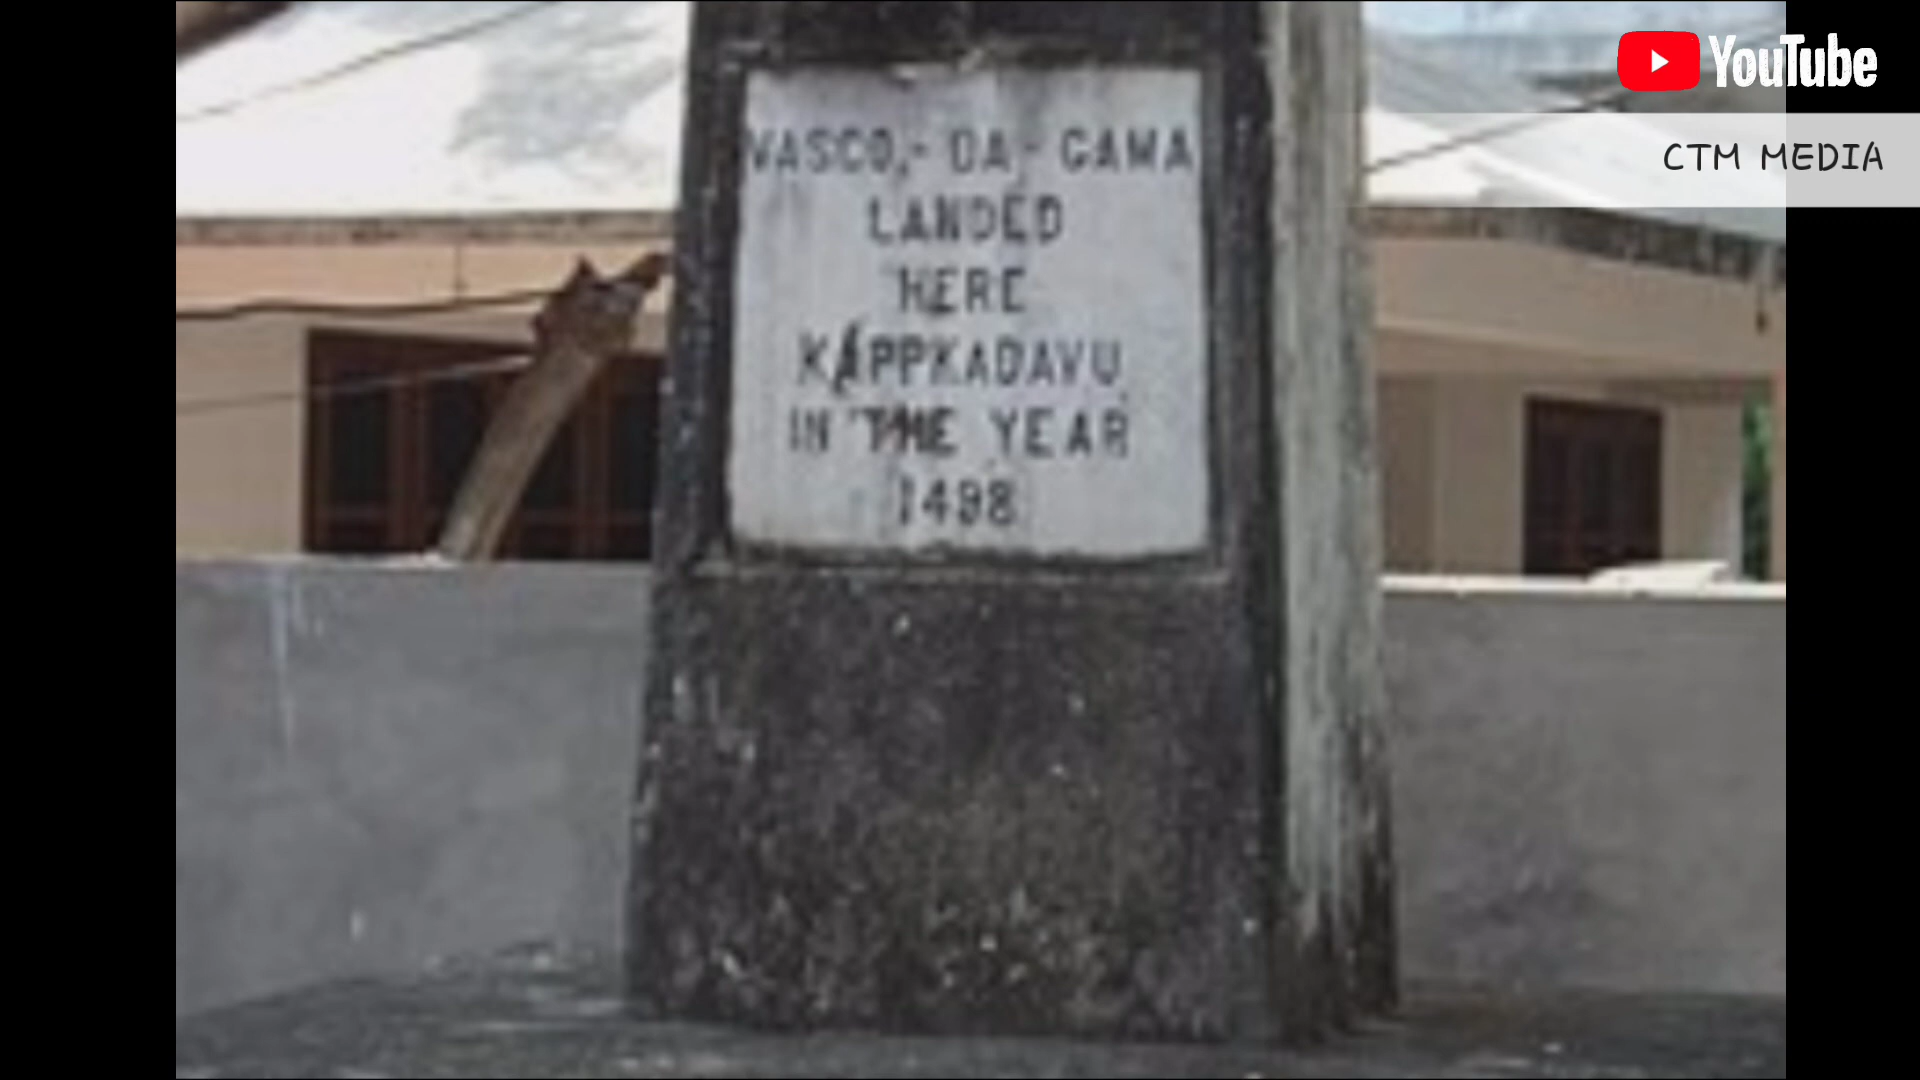 YouTube
CTM MEDIA
VASCO,- DA - GAMA
LANDED
HERE
KAPPKADAVU
IN THE YEAR
1498